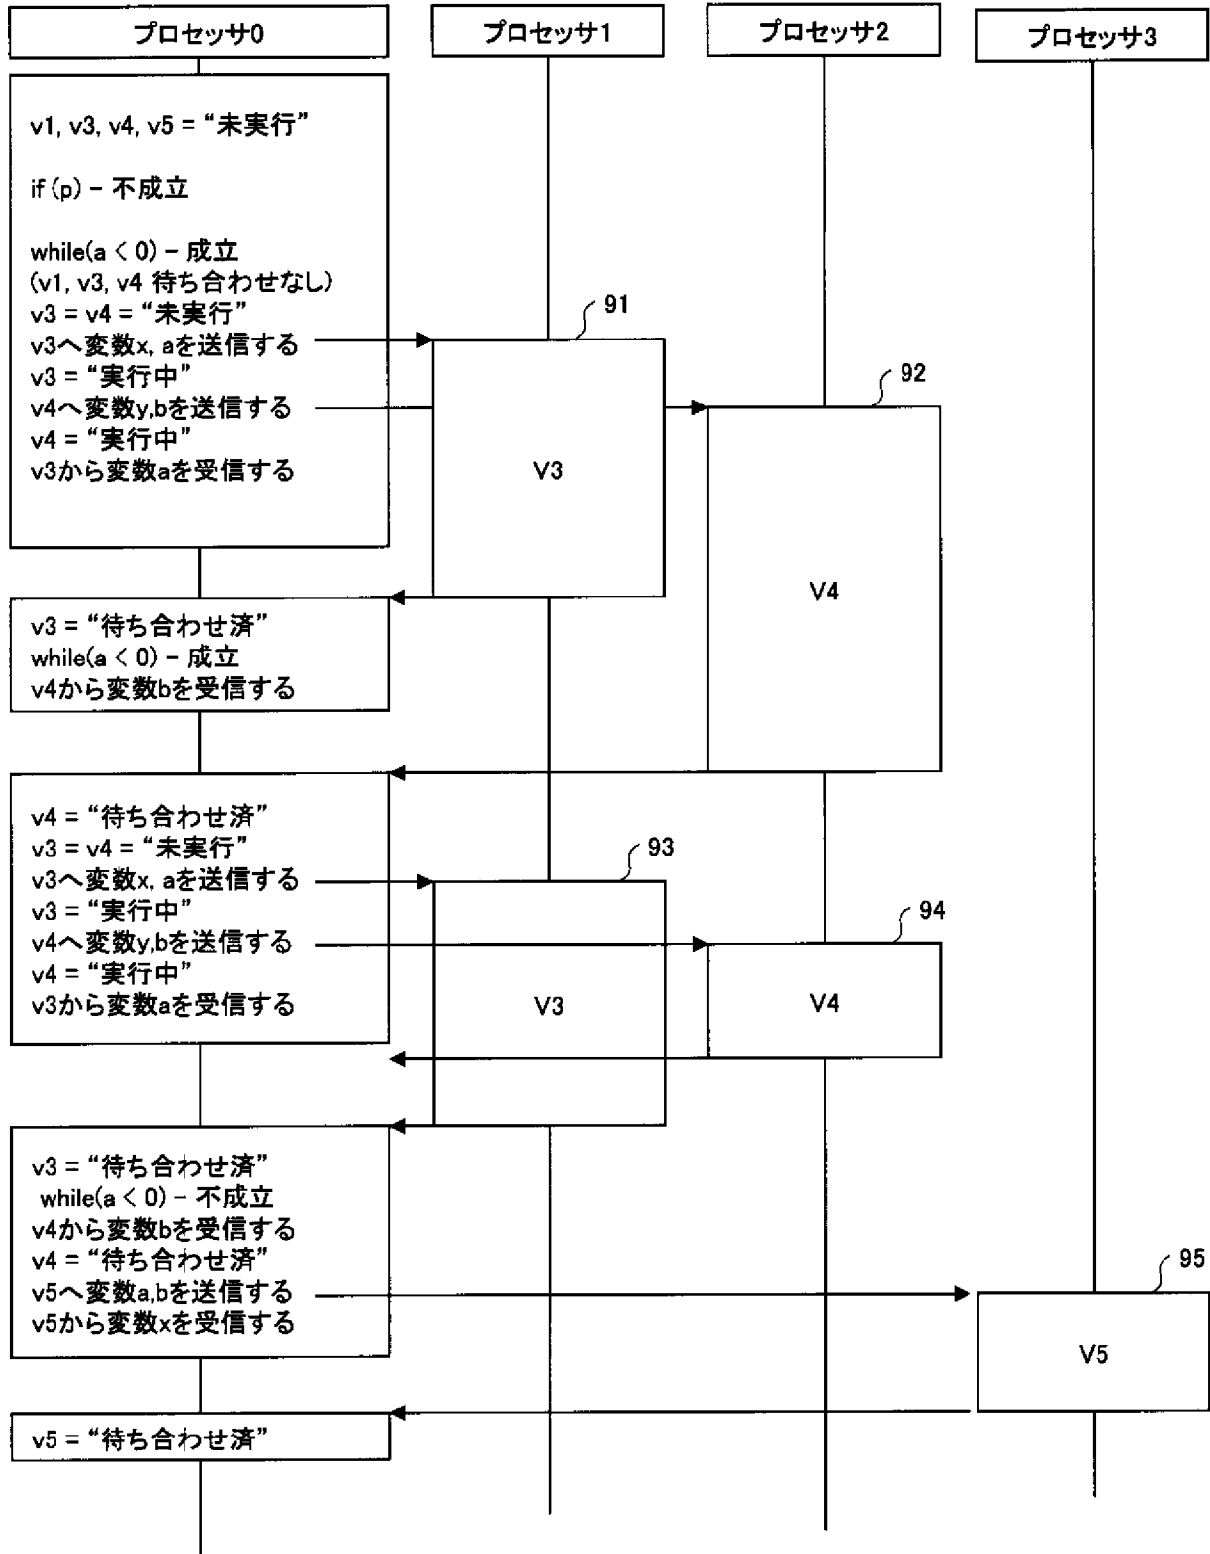 プロセッサ0
プロセッサ1
プロセッサ2
プロセッサ3
v1, v3, v4, v5 = “未実行”
if (p) − 不成立
while(a < 0) − 成立
(v1, v3, v4 待ち合わせなし)
v3 = v4 = “未実行”
v3へ変数x, aを送信する
v3 = “実行中”
v4へ変数y,bを送信する
v4 = “実行中”
v3から変数aを受信する
91
V3
92
V4
v3 = “待ち合わせ済”
while(a < 0) − 成立
v4から変数bを受信する
v4 = “待ち合わせ済”
v3 = v4 = “未実行”
v3へ変数x, aを送信する
v3 = “実行中”
v4へ変数y,bを送信する
v4 = “実行中”
v3から変数aを受信する
93
V3
94
V4
v3 = “待ち合わせ済”
while(a < 0) − 不成立
v4から変数bを受信する
v4 = “待ち合わせ済”
v5へ変数a,bを送信する
v5から変数xを受信する
95
V5
v5 = “待ち合わせ済”